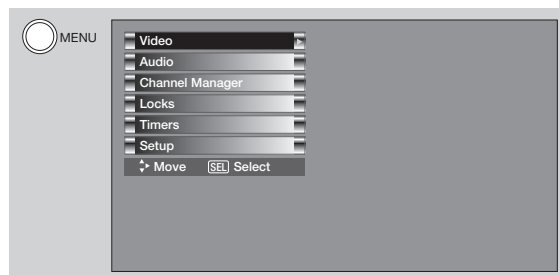 MENU
Video
Audio
Channel Manager
Locks
Timers
Setup
Move SEL Select